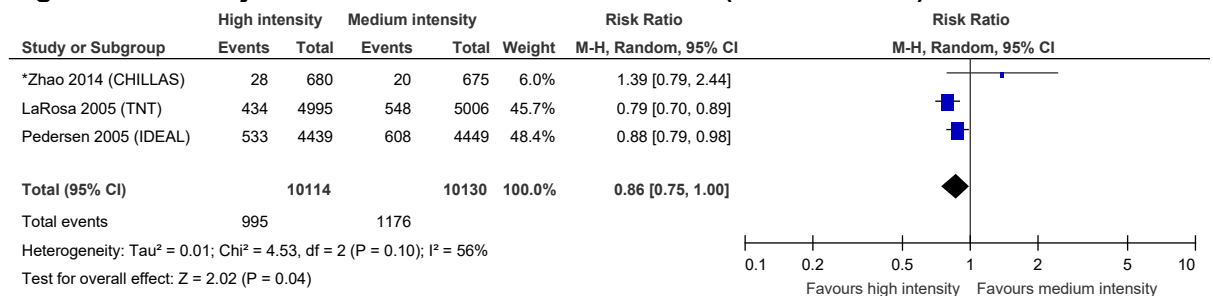 High intensity Medium intensity Risk Ratio Risk Ratio
Study or Subgroup Events Total Events Total Weight M-H, Random, 95% CI M-H, Random, 95% CI
*Zhao 2014 (CHILLAS) 28 680 20 675 6.0% 1.39 [0.79, 2.44]
LaRosa 2005 (TNT) 434 4995 548 5006 45.7% 0.79 [0.70, 0.89]
Pedersen 2005 (IDEAL) 533 4439 608 4449 48.4% 0.88 [0.79, 0.98]
Total (95% CI) 10114 10130 100.0% 0.86 [0.75, 1.00]
Total events 995 1176
Heterogeneity: Tau² = 0.01; Chi² = 4.53, df = 2 (P = 0.10); I² = 56%
Test for overall effect: Z = 2.02 (P = 0.04)
0.1 0.2 0.5 1 2 5 10
Favours high intensity Favours medium intensity